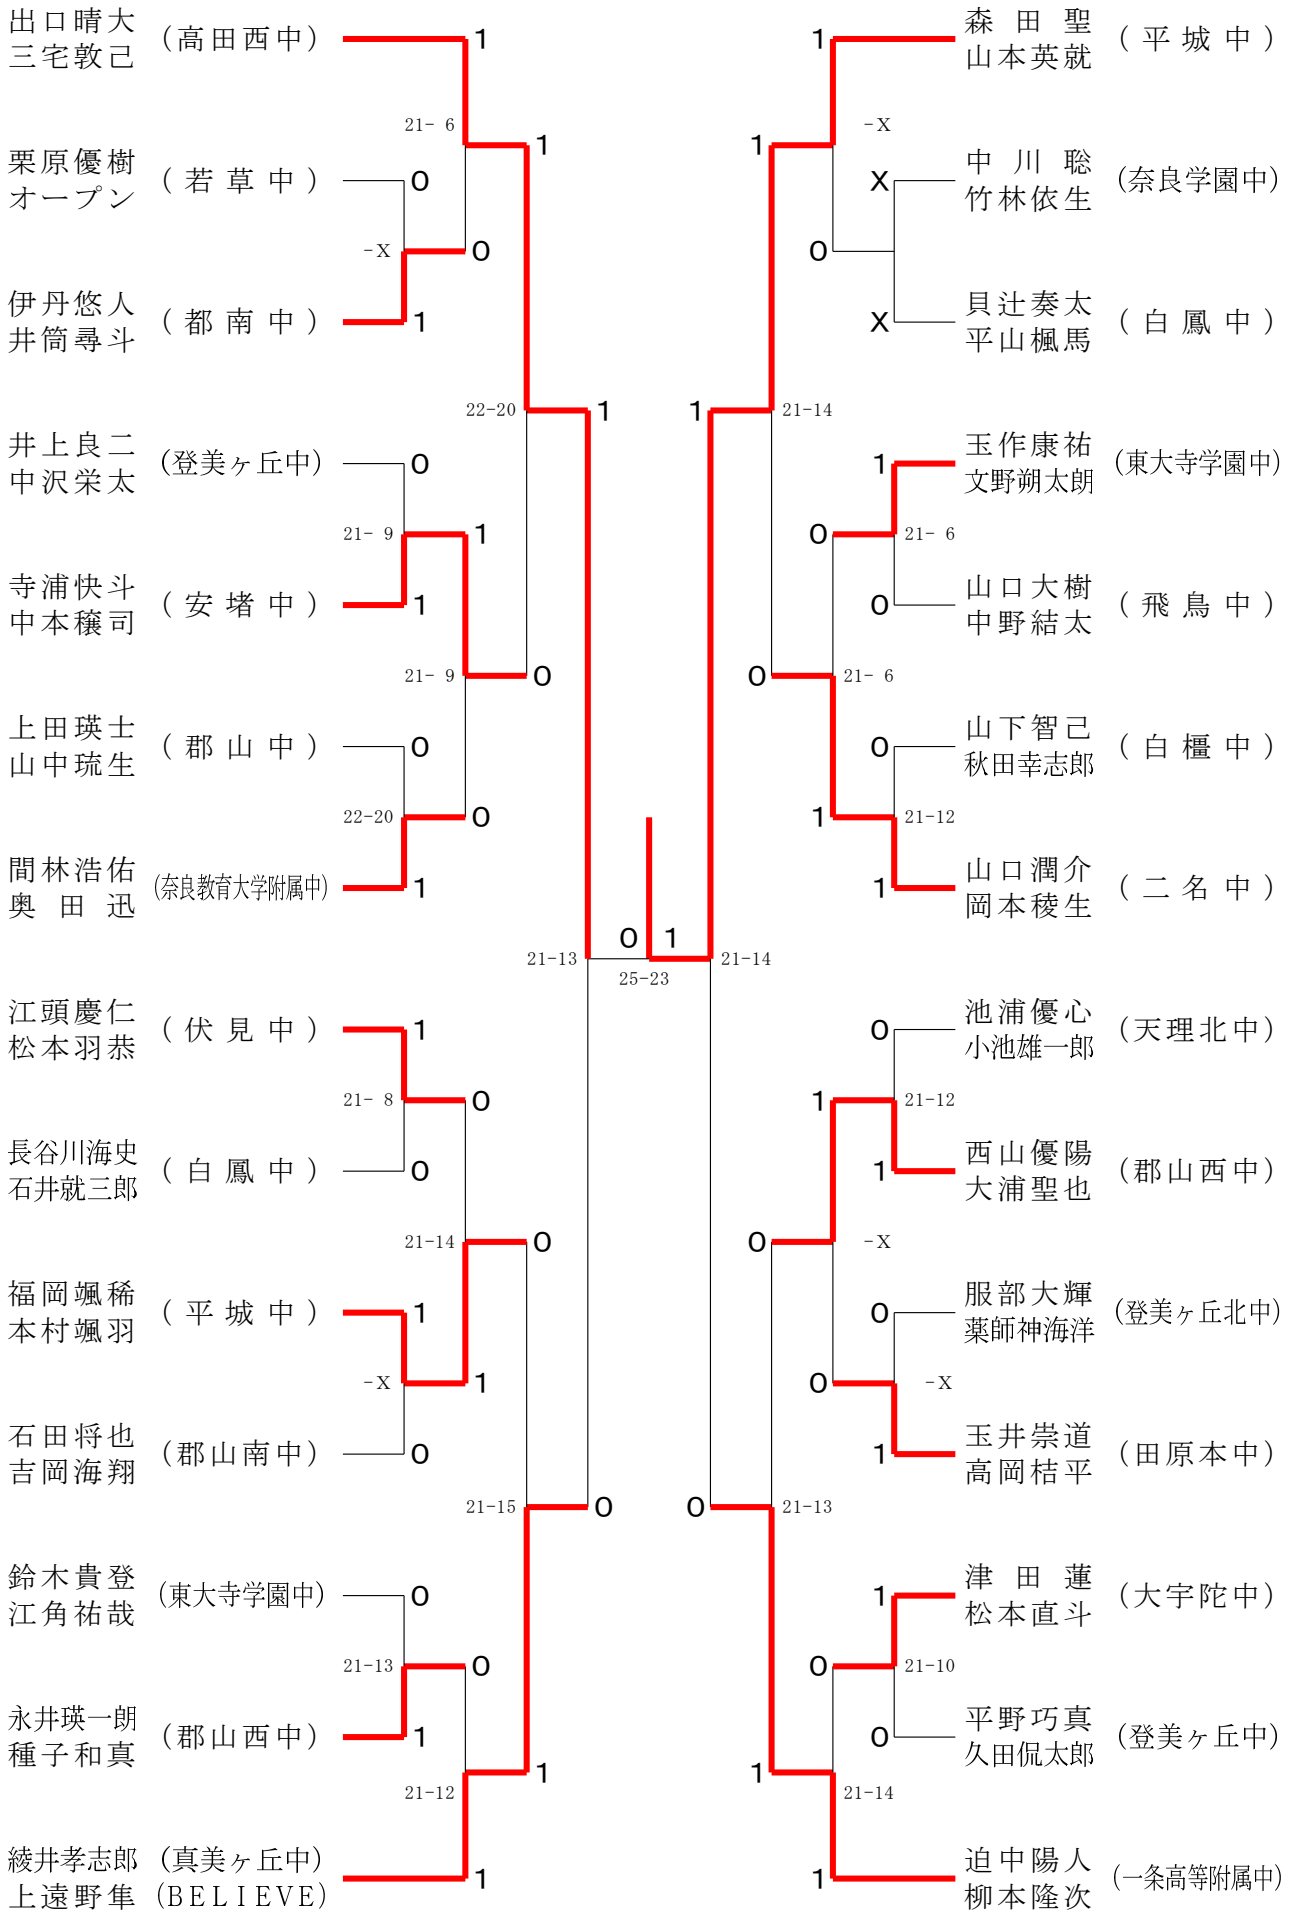 出口晴大
三宅敦己
(高田西中)
1
21- 6
1
栗原優樹
オープン
(若草中)
0
-X
0
伊丹悠人
井筒尋斗
(都南中)
1
22-20
1
井上良二
中沢栄太
(登美ヶ丘中)
0
21- 9
1
寺浦快斗
中本穣司
(安堵中)
1
21- 9
0
上田瑛士
山中琉生
(郡山中)
0
22-20
0
間林浩佑
奥田迅
(奈良教育大学附属中)
1
21-13
0
1
25-23
21-14
江頭慶仁
松本羽恭
(伏見中)
1
21- 8
0
長谷川海史
石井就三郎
(白鳳中)
0
21-14
0
福岡颯稀
本村颯羽
(平城中)
1
-X
1
石田将也
吉岡海翔
(郡山南中)
0
21-15
0
鈴木貴登
江角祐哉
(東大寺学園中)
0
21-13
0
永井瑛一朗
種子和真
(郡山西中)
1
21-12
1
綾井孝志郎
上遠野隼
(真美ヶ丘中)
(BELIEVE)
1
1
森田聖
山本英就
(平城中)
1
-X
X
中川聡
竹林依生
(奈良学園中)
0
X
貝辻奏太
平山楓馬
(白鳳中)
1
21-14
1
玉作康祐
文野朔太朗
(東大寺学園中)
0
21- 6
0
山口大樹
中野結太
(飛鳥中)
0
21- 6
0
山下智己
秋田幸志郎
(白橿中)
1
21-12
1
山口潤介
岡本稜生
(二名中)
0
池浦優心
小池雄一郎
(天理北中)
1
21-12
1
西山優陽
大浦聖也
(郡山西中)
0
-X
0
服部大輝
薬師神海洋
(登美ヶ丘北中)
0
-X
1
玉井崇道
高岡桔平
(田原本中)
0
21-13
1
津田蓮
松本直斗
(大宇陀中)
0
21-10
0
平野巧真
久田侃太郎
(登美ヶ丘中)
1
21-14
1
迫中陽人
柳本隆次
(一条高等附属中)